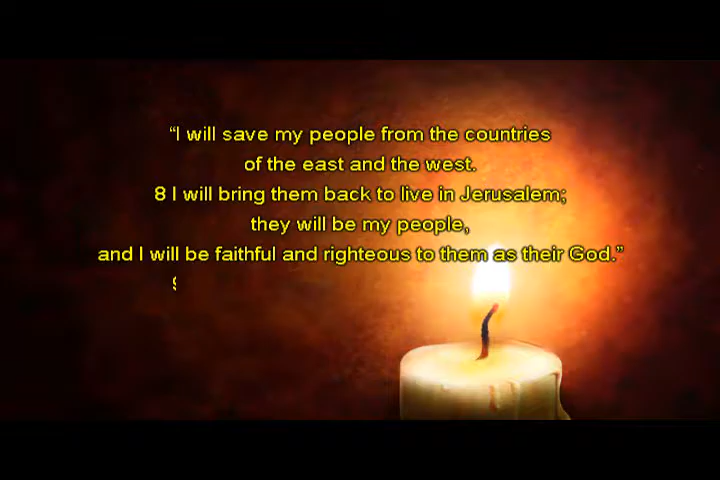 “I will save my people from the countries
of the east and the west.
8 I will bring them back to live in Jerusalem;
they will be my people,
and I will be faithful and righteous to them as their God.”